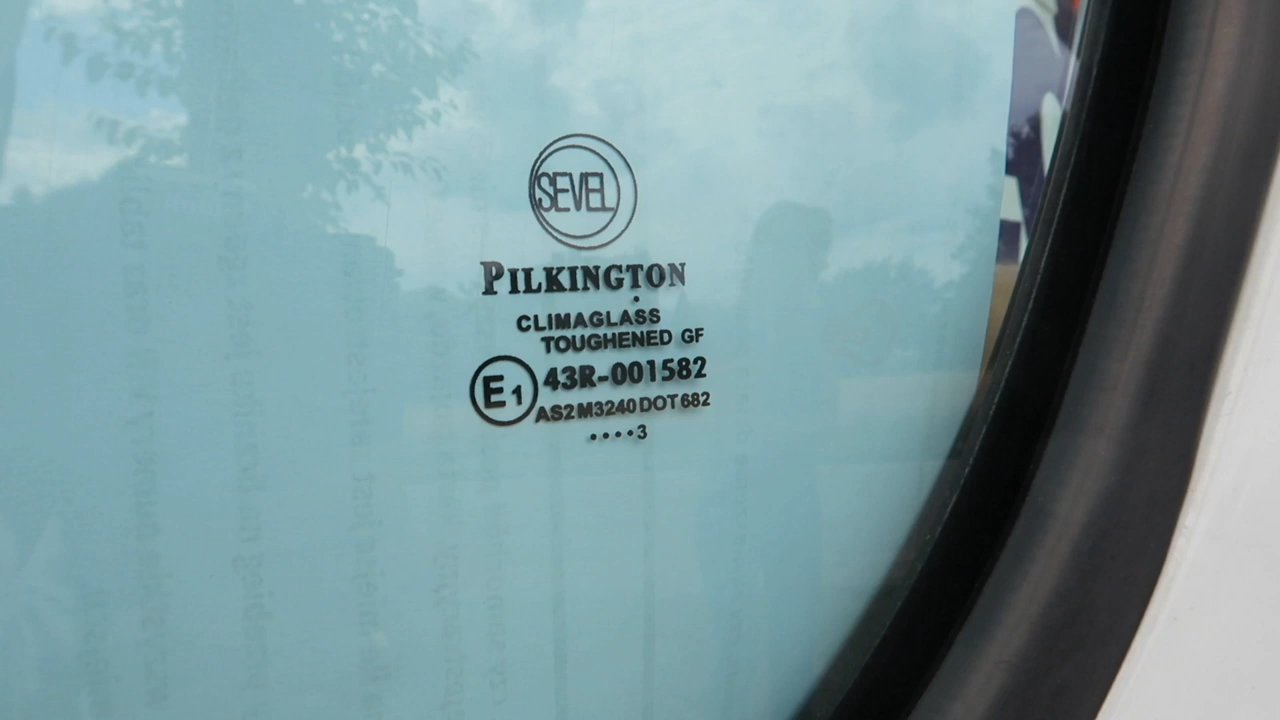 SEVEL
PILKINGTON
CLIMAGLASS
TOUGHENED GF
E1 43R-001582
AS2 M3240 DOT 682
••••3